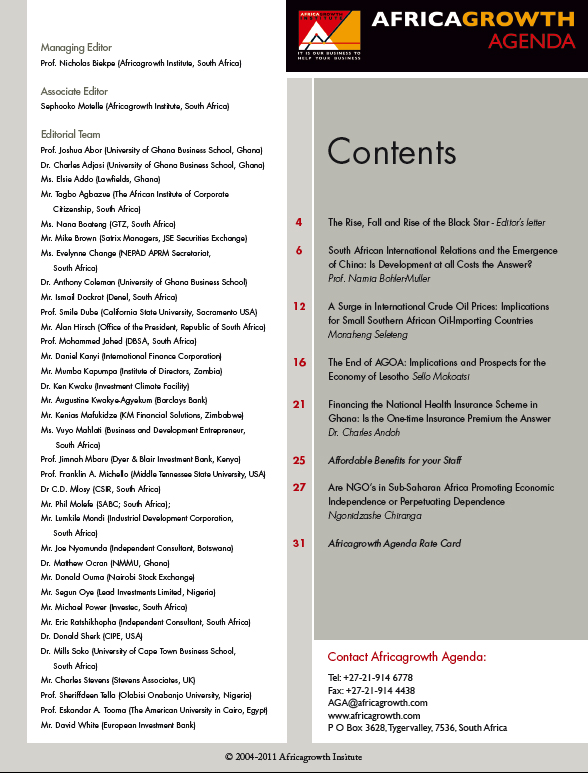 Managing Editor
Prof. Nicholas Biekpe (Africagrowth Institute, South Africa)
Associate Editor
Sephooko Motelle (Africagrowth Institute, South Africa)
Editorial Team
Prof. Joshua Abor (University of Ghana Business School, Ghana)
Dr. Charles Adjasi (University of Ghana Business School, Ghana)
Ms. Elsie Addo (Lawfields, Ghana)
Mr. Tagbo Agbazue (The African Institute of Corporate
Citizenship, South Africa)
Ms. Nana Boateng (GTZ, South Africa)
Mr. Mike Brown (Satrix Managers, JSE Securities Exchange)
Ms. Evelynne Change (NEPAD APRM Secretariat,
South Africa)
Dr. Anthony Coleman (University of Ghana Business School)
Mr. Ismail Dockrat (Denel, South Africa)
Prof. Smile Dube (California State University, Sacramento USA)
Mr. Alan Hirsch (Office of the President, Republic of South Africa)
Prof. Mohammed Jahed (DBSA, South Africa)
Mr. Daniel Kanyi (International Finance Corporation)
Mr. Mumba Kapumpa (Institute of Directors, Zambia)
Dr. Ken Kwaku (Investment Climate Facility)
Mr. Augustine Kwakye-Agyekum (Barclays Bank)
Mr. Kenias Mafukidze (KM Financial Solutions, Zimbabwe)
Ms. Vuyo Mahlati (Business and Development Entrepreneur,
South Africa)
Prof. Jimnah Mbaru (Dyer & Blair Investment Bank, Kenya)
Prof. Franklin A. Michello (Middle Tennessee State University, USA)
Dr C.D. Mlosy (CSIR, South Africa)
Mr. Phil Molefe (SABC; South Africa);
Mr. Lumkile Mondi (Industrial Development Corporation,
South Africa)
Mr. Joe Nyamunda (Independent Consultant, Botswana)
Dr. Matthew Ocran (NMMU, Ghana)
Mr. Donald Ouma (Nairobi Stock Exchange)
Mr. Segun Oye (Lead Investments Limited, Nigeria)
Mr. Michael Power (Investec, South Africa)
Mr. Eric Ratshikhopha (Independent Consultant, South Africa)
Dr. Donald Sherk (CIPE, USA)
Dr. Mills Soko (University of Cape Town Business School,
South Africa)
Mr. Charles Stevens (Stevens Associates, UK)
Prof. Sheriffdeen Tella (Olabisi Onabanjo University, Nigeria)
Prof. Eskandar A. Tooma (The American University in Cairo, Egypt)
Mr. David White (European Investment Bank)
AFRICAGROWTH
INSTITUTE
IT IS OUR BUSINESS TO
HELP YOUR BUSINESS
AFRICAGROWTH
AGENDA
Contents
4 The Rise, Fall and Rise of the Black Star - Editor's letter
6 South African International Relations and the Emergence
of China: Is Development at all Costs the Answer?
Prof. Narnia Bohler-Muller
12 A Surge in International Crude Oil Prices: Implications
for Small Southern African Oil-Importing Countries
Monaheng Seleteng
16 The End of AGOA: Implications and Prospects for the
Economy of Lesotho Sello Mokoatsi
21 Financing the National Health Insurance Scheme in
Ghana: Is the One-time Insurance Premium the Answer
Dr. Charles Andoh
25 Affordable Benefits for your Staff
27 Are NGO's in Sub-Saharan Africa Promoting Economic
Independence or Perpetuating Dependence
Ngonidzashe Chiranga
31 Africagrowth Agenda Rate Card
Contact Africagrowth Agenda:
Tel: +27-21-914 6778
Fax: +27-21-914 4438
AGA@africagrowth.com
www.africagrowth.com
P O Box 3628, Tygervalley, 7536, South Africa
© 2004-2011 Africagrowth Insitute